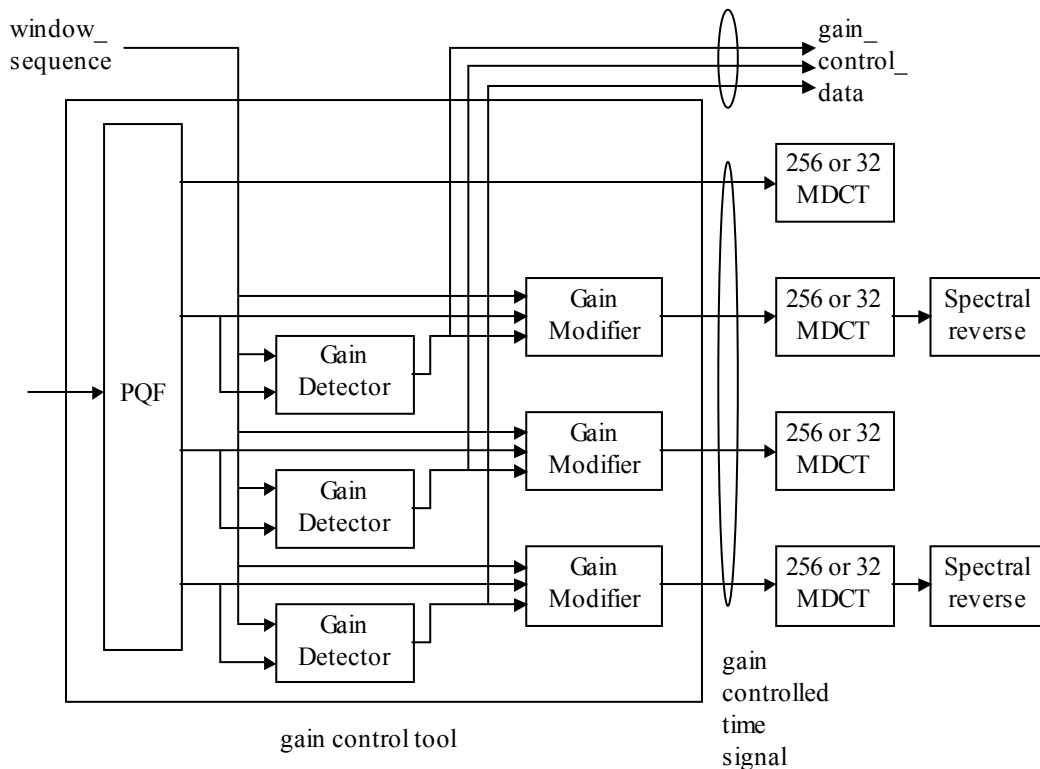 window_
sequence
gain_
control_
data
256 or 32
MDCT
Gain
Modifier
256 or 32
MDCT
Spectral
reverse
Gain
Detector
PQF
Gain
Modifier
256 or 32
MDCT
Gain
Detector
Gain
Modifier
256 or 32
MDCT
Spectral
reverse
Gain
Detector
gain control tool
gain
controlled
time
signal